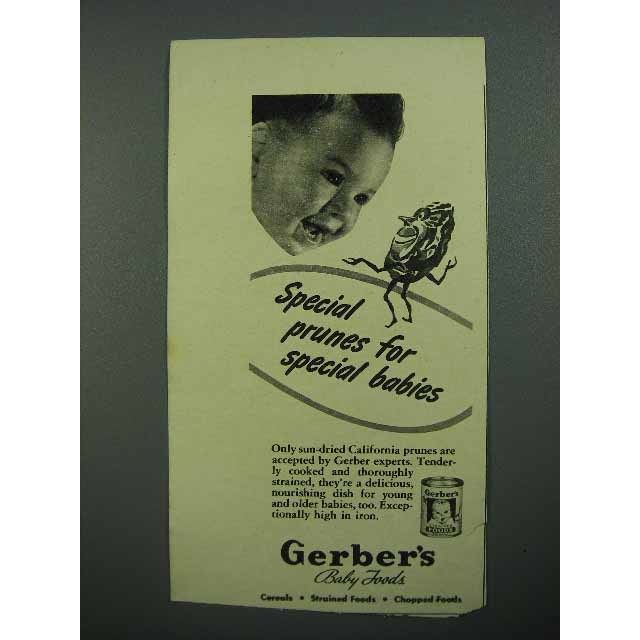 Special
prunes for
special babies
Only sun-dried California prunes are
accepted by Gerber experts. Tender-
ly cooked and thoroughly
strained, they're a delicious,
nourishing dish for young
and older babies, too. Excep-
tionally high in iron.
Gerber's
FOODS
Gerber's
Baby Foods
Cereals • Strained Foods • Chopped Foods